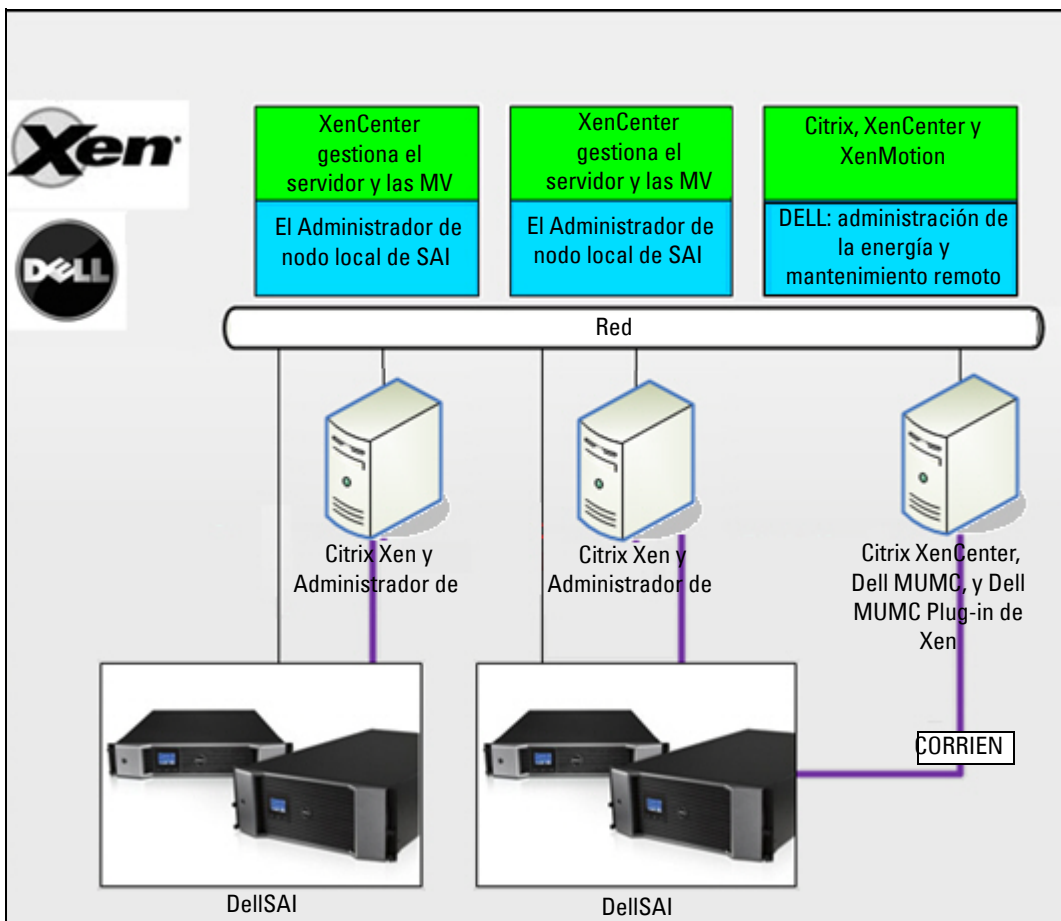 Xen
DELL
XenCenter
gestiona el
servidor y las MV
El Administrador de
nodo local de SAI
XenCenter
gestiona el
servidor y las MV
El Administrador de
nodo local de SAI
Citrix, XenCenter y
XenMotion
DELL: administración de
la energía y
mantenimiento remoto
Red
Citrix Xen y
Administrador de
Citrix Xen y
Administrador de
Citrix XenCenter,
Dell MUMC, y Dell
MUMC Plug-in de
Xen
CORRIEN
DellSAI
DellSAI